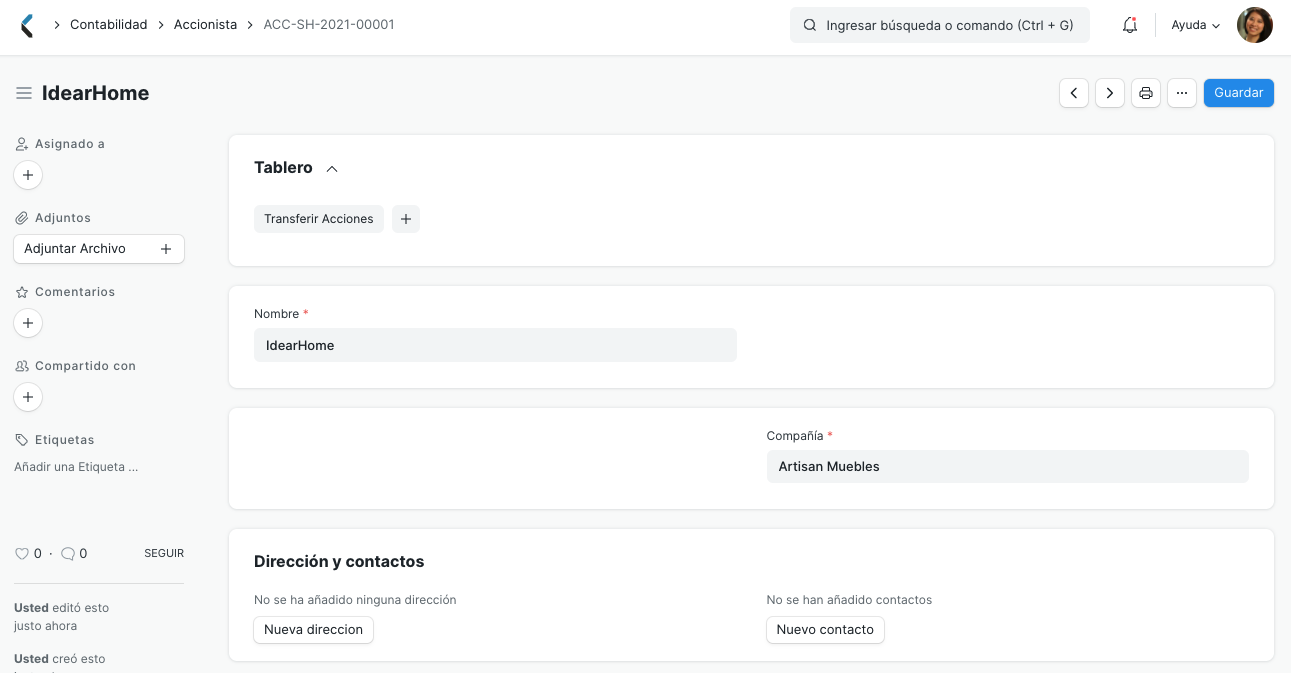 Contabilidad > Accionista > ACC-SH-2021-00001
Ingresar búsqueda o comando (Ctrl + G)
Ayuda
IdearHome
Guardar
Asignado a
Adjuntos
Adjuntar Archivo
Comentarios
Compartido con
Etiquetas
Añadir una Etiqueta ...
0 · 0 SEGUIR
Usted editó esto
justo ahora
Usted creó esto
Tablero
Transferir Acciones
Nombre *
IdearHome
Compañía *
Artisan Muebles
Dirección y contactos
No se ha añadido ninguna dirección
Nueva direccion
No se han añadido contactos
Nuevo contacto